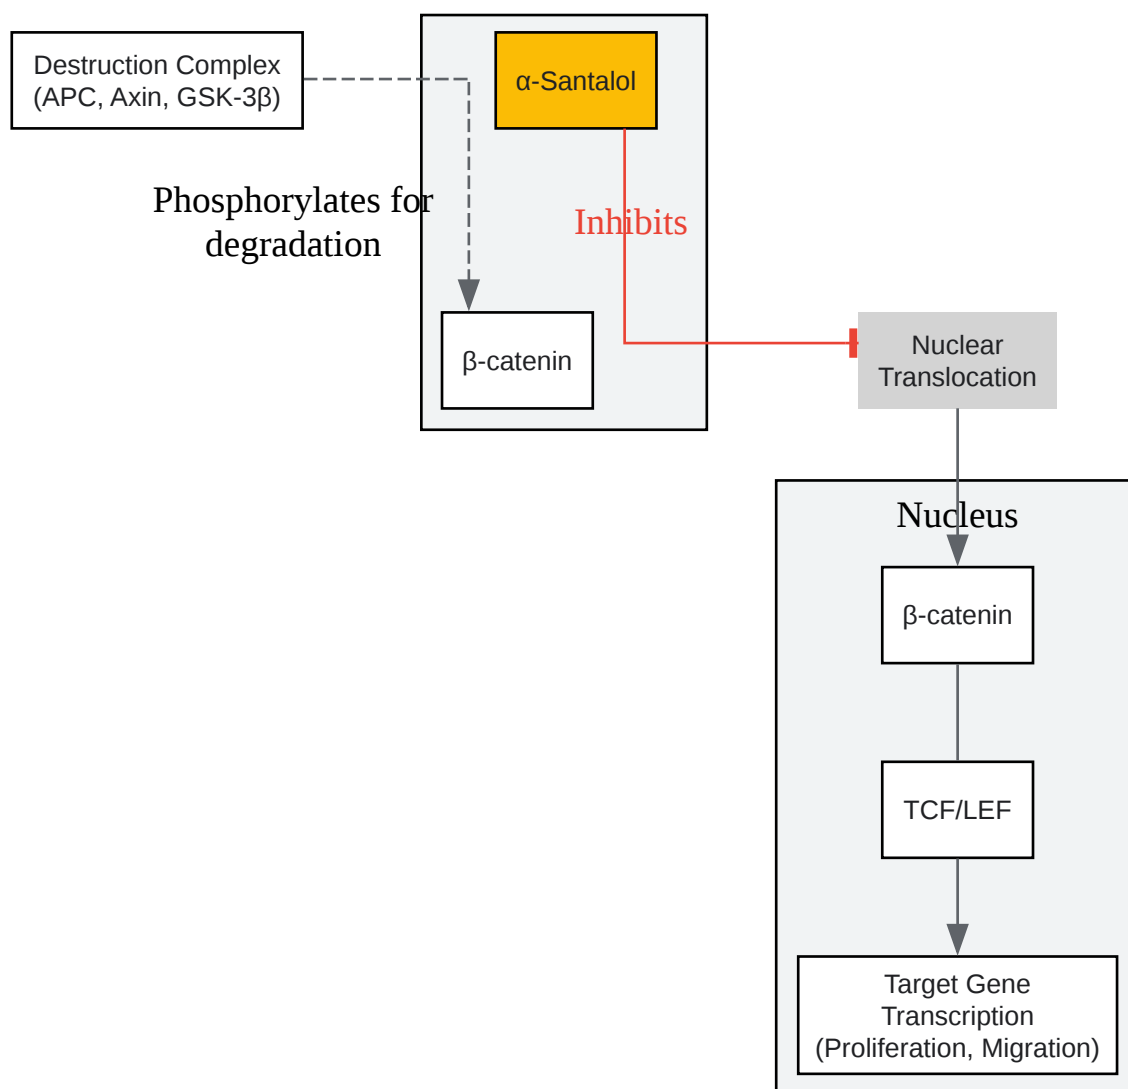 Destruction Complex
(APC, Axin, GSK-3β)
α-Santalol
Phosphorylates for
degradation
Inhibits
β-catenin
Nuclear
Translocation
Nucleus
β-catenin
TCF/LEF
Target Gene
Transcription
(Proliferation, Migration)